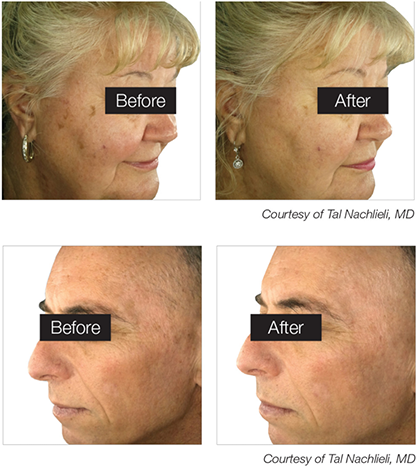 Before
After
Courtesy of Tal Nachlieli, MD
Before
After
Courtesy of Tal Nachlieli, MD